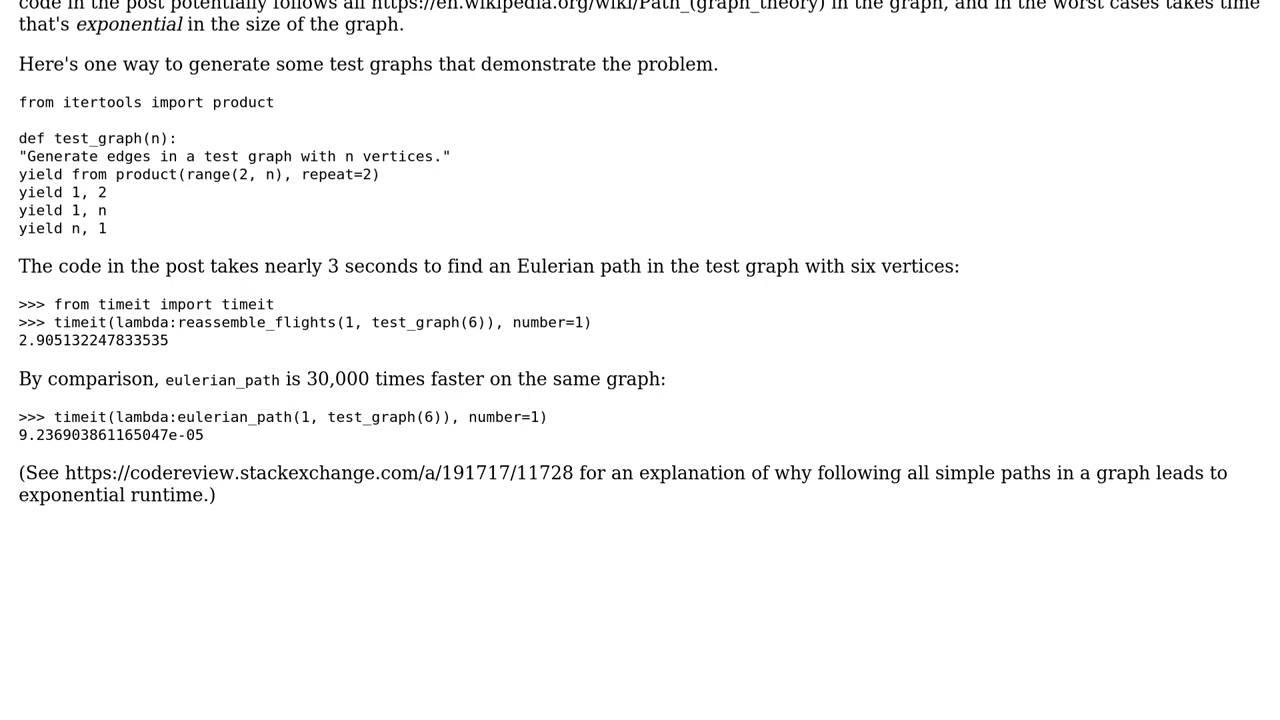 code in the post potentially follows all https://en.wikipedia.org/wiki/Path_(graph_theory) in the graph, and in the worst cases takes time
that's exponential in the size of the graph.
Here's one way to generate some test graphs that demonstrate the problem.
from itertools import product
def test_graph(n):
"Generate edges in a test graph with n vertices."
yield from product(range(2, n), repeat=2)
yield 1, 2
yield 1, n
yield n, 1
The code in the post takes nearly 3 seconds to find an Eulerian path in the test graph with six vertices:
>>> from timeit import timeit
>>> timeit(lambda:reassemble_flights(1, test_graph(6)), number=1)
2.905132247833535
By comparison, eulerian_path is 30,000 times faster on the same graph:
>>> timeit(lambda:eulerian_path(1, test_graph(6)), number=1)
9.236903861165047e-05
(See https://codereview.stackexchange.com/a/191717/11728 for an explanation of why following all simple paths in a graph leads to
exponential runtime.)